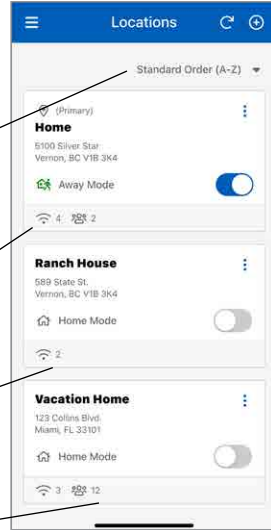 Locations
Standard Order (A-Z)
(Primary)
Home
5100 Silver Star
Vernon, BC V1B 3K4
Away Mode
4 2
Ranch House
589 State St.
Vernon, BC V1B 3K4
Home Mode
2
Vacation Home
123 Collins Blvd.
Miami, FL 33101
Home Mode
3 12